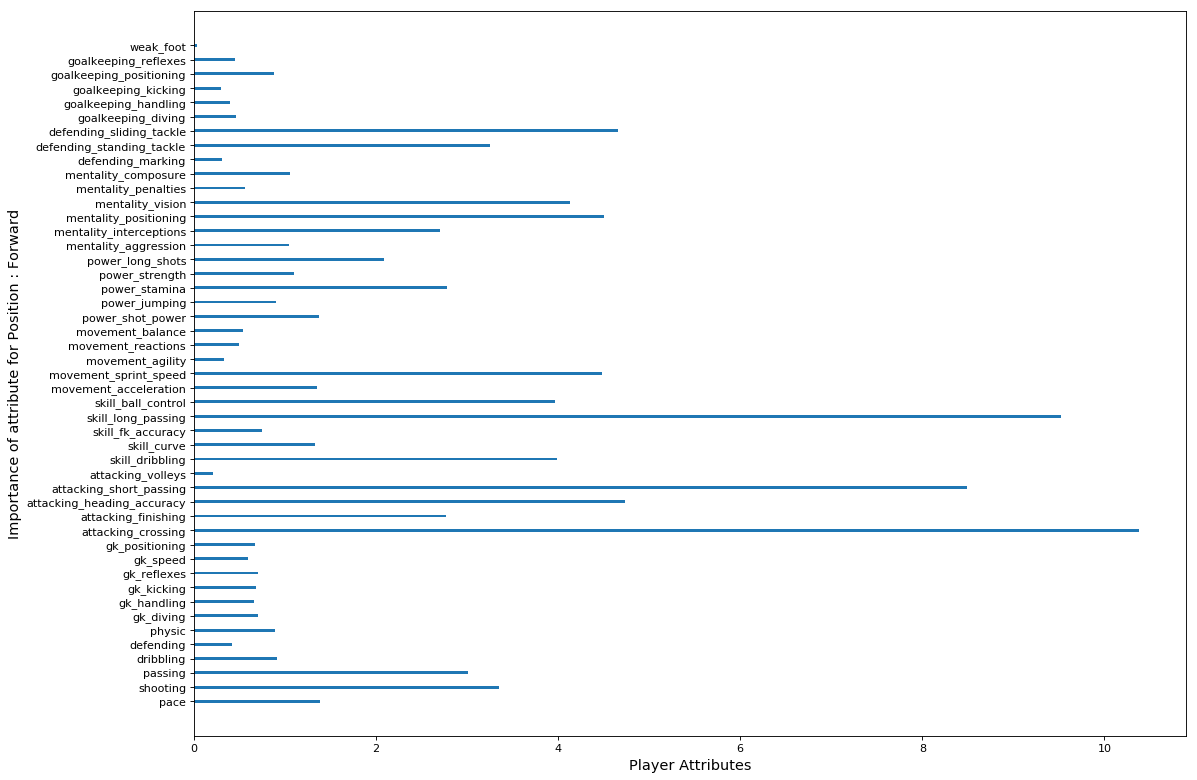 Importance of attribute for Position : Forward
weak_foot
goalkeeping_reflexes
goalkeeping_positioning
goalkeeping_kicking
goalkeeping_handling
goalkeeping_diving
defending_sliding_tackle
defending_standing_tackle
defending_marking
mentality_composure
mentality_penalties
mentality_vision
mentality_positioning
mentality_interceptions
mentality_aggression
power_long_shots
power_strength
power_stamina
power_jumping
power_shot_power
movement_balance
movement_reactions
movement_agility
movement_sprint_speed
movement_acceleration
skill_ball_control
skill_long_passing
skill_fk_accuracy
skill_curve
skill_dribbling
attacking_volleys
attacking_short_passing
attacking_heading_accuracy
attacking_finishing
attacking_crossing
gk_positioning
gk_speed
gk_reflexes
gk_kicking
gk_handling
gk_diving
physic
defending
dribbling
passing
shooting
pace
0 2 4 6 8 10
Player Attributes